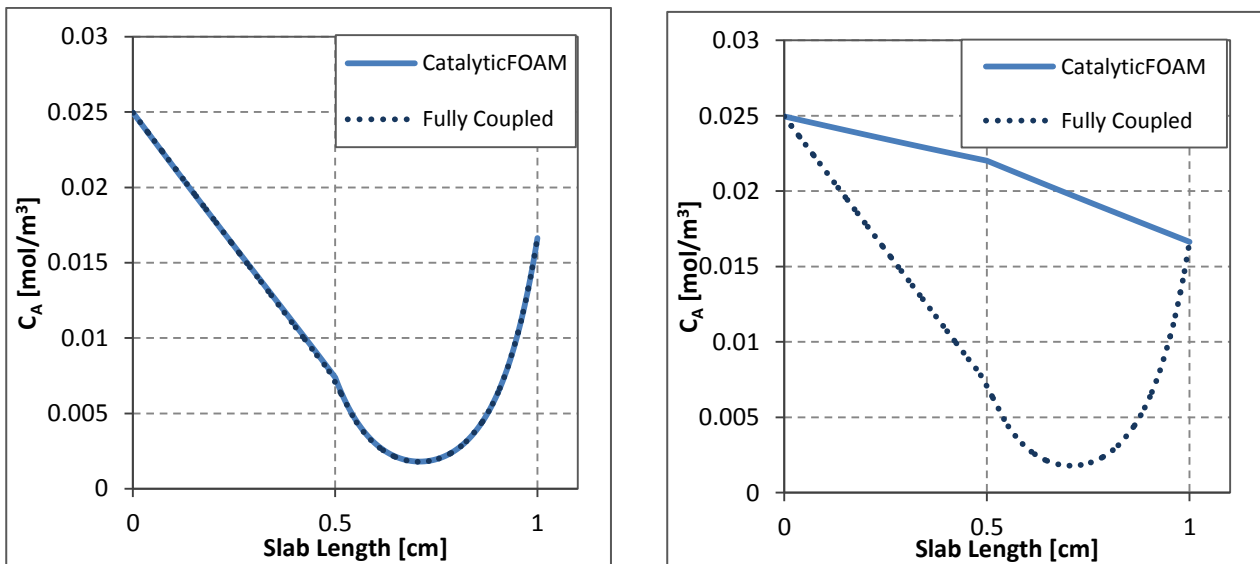 0.03
0.025
0.02
0.015
0.01
0.005
0
C_A [mol/m³]
CatalyticFOAM
Fully Coupled
0
0.5
1
Slab Length [cm]
0.03
0.025
0.02
0.015
0.01
0.005
0
C_A [mol/m³]
CatalyticFOAM
Fully Coupled
0
0.5
1
Slab Length [cm]